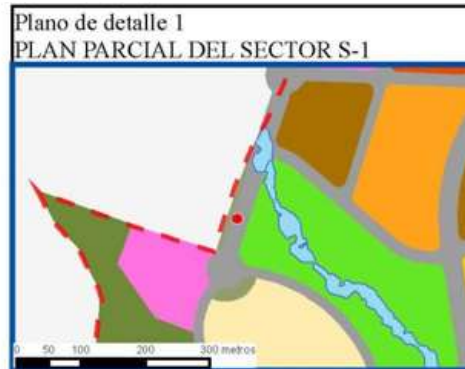 Plano de detalle 1
PLAN PARCIAL DEL SECTOR S-1
0 50 100 200 300 metros